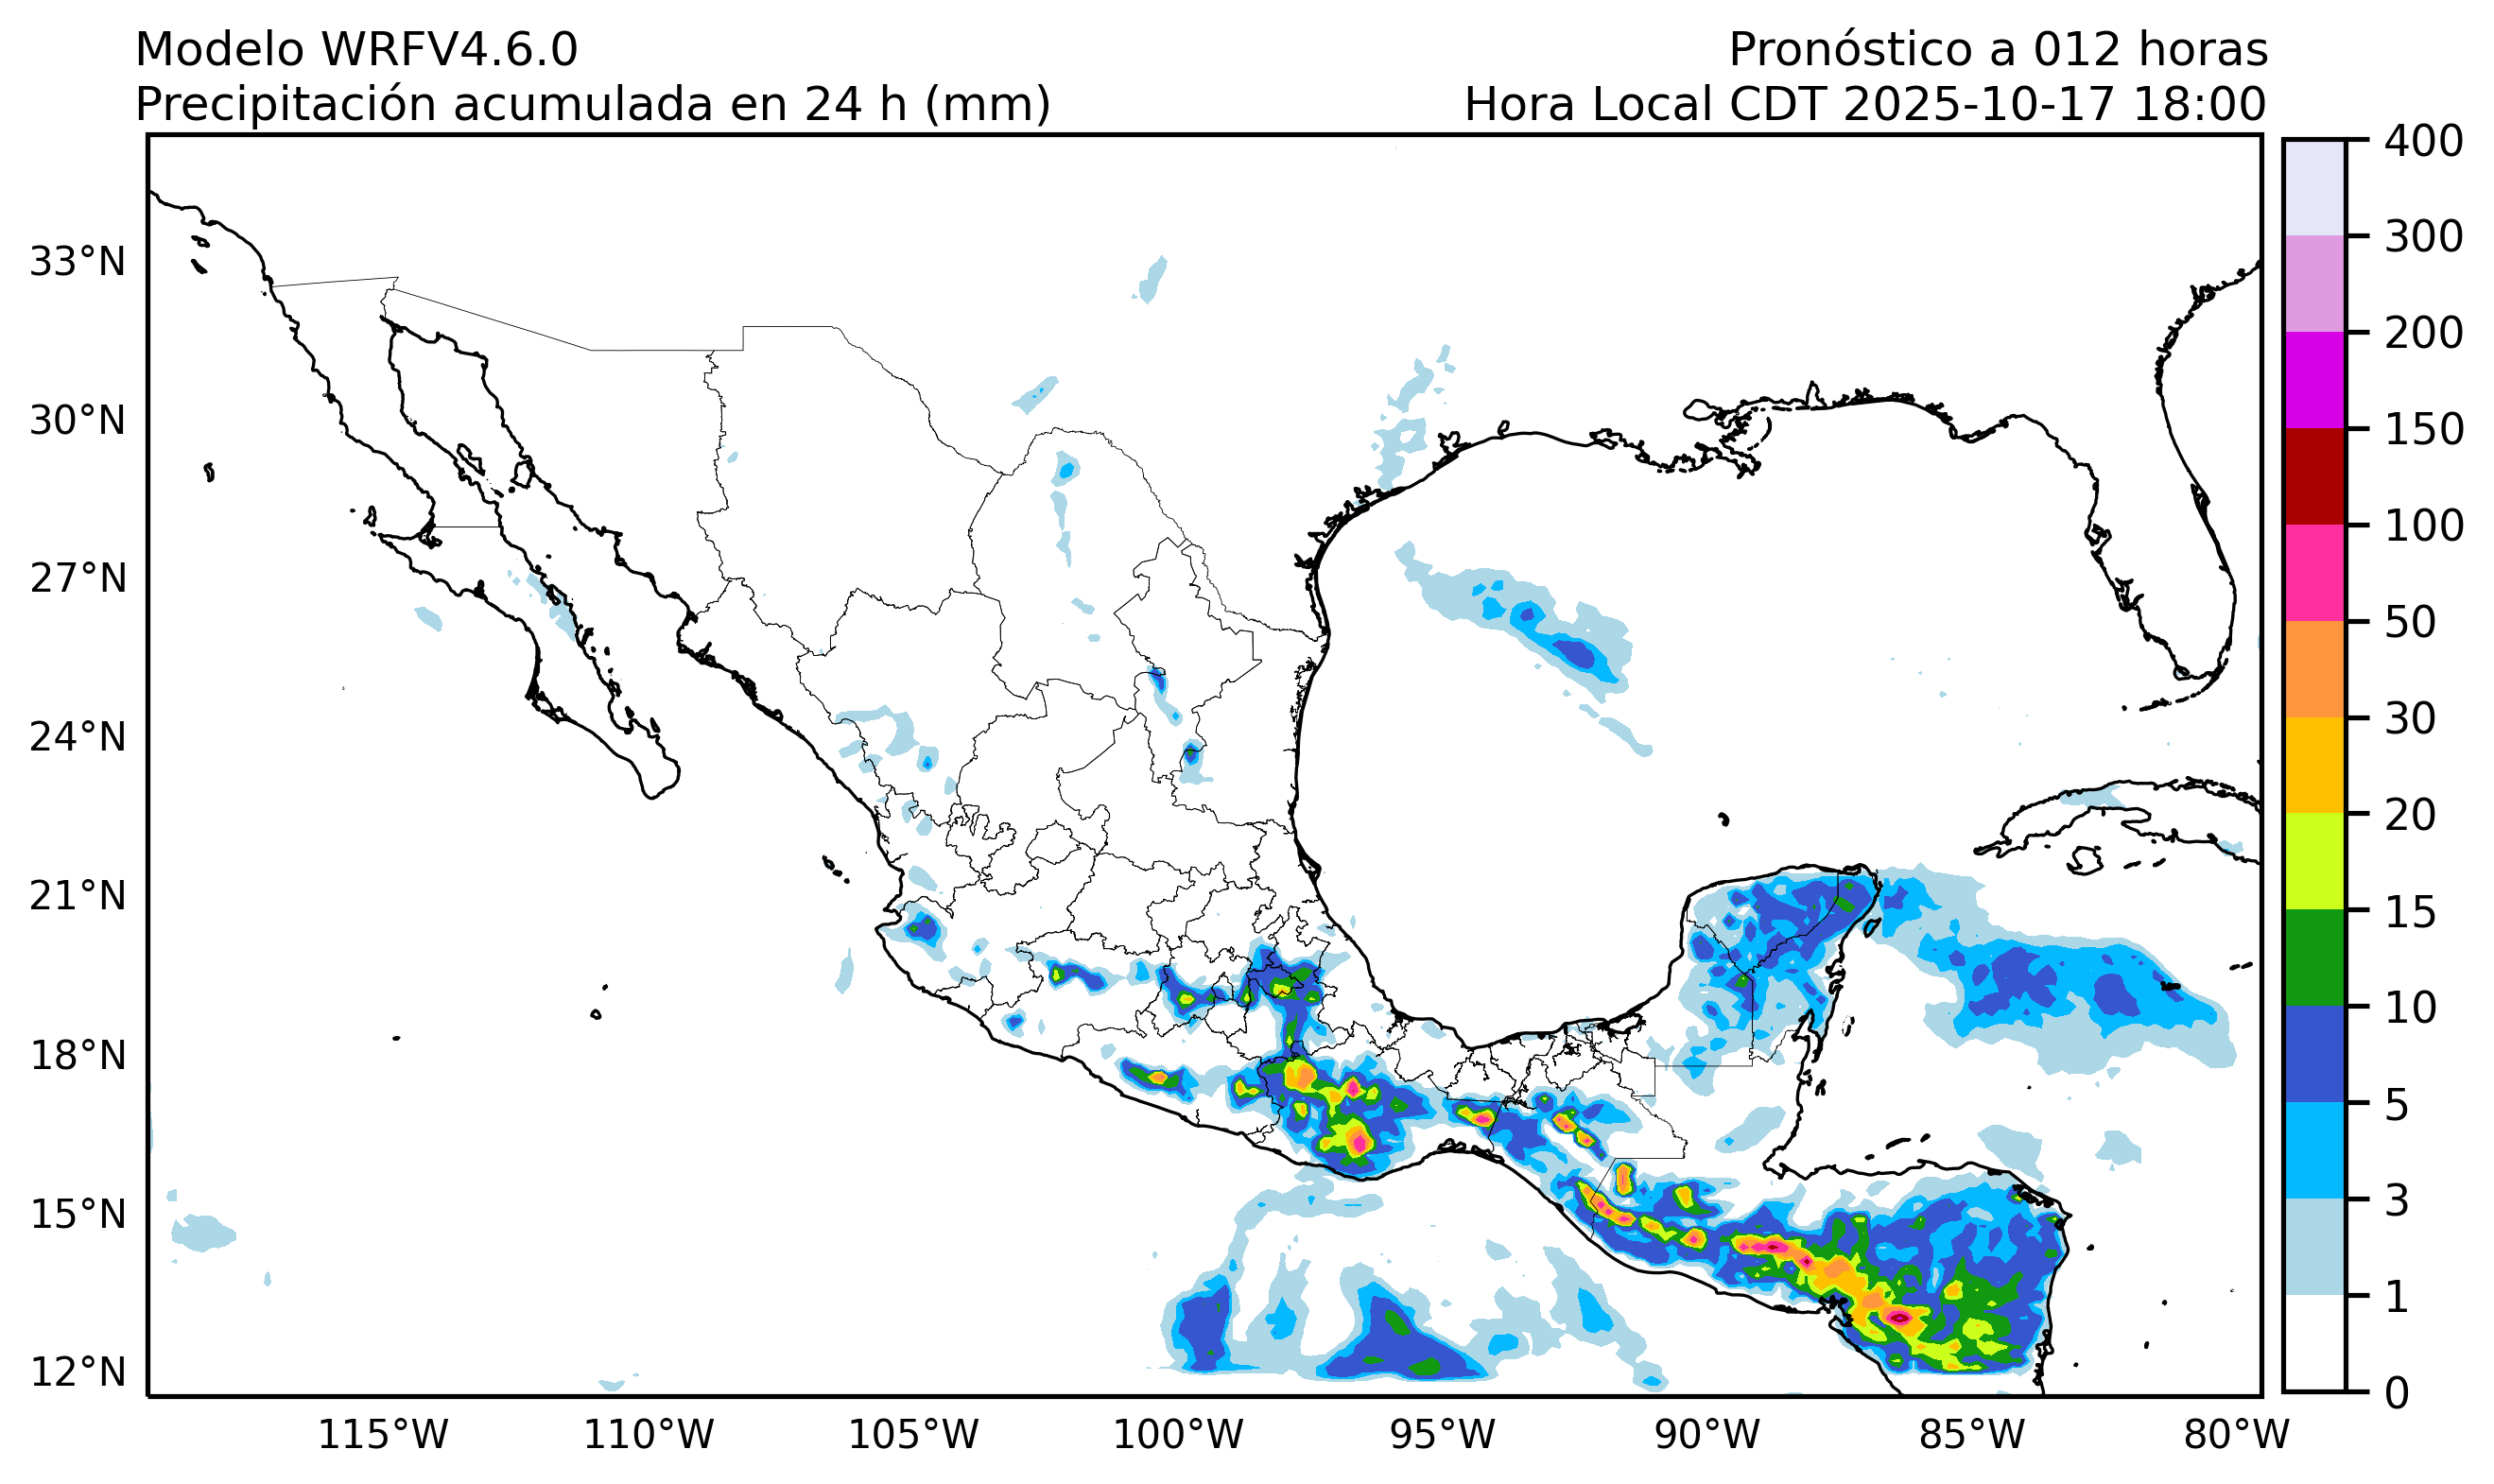 Modelo WRFV4.6.0
Pronóstico a 012 horas
Precipitación acumulada en 24 h (mm)
Hora Local CDT 2025-10-17 18:00
33°N
30°N
27°N
24°N
21°N
18°N
15°N
12°N
115°W
110°W
105°W
100°W
95°W
90°W
85°W
80°W
400
300
200
150
100
50
30
20
15
10
5
3
1
0